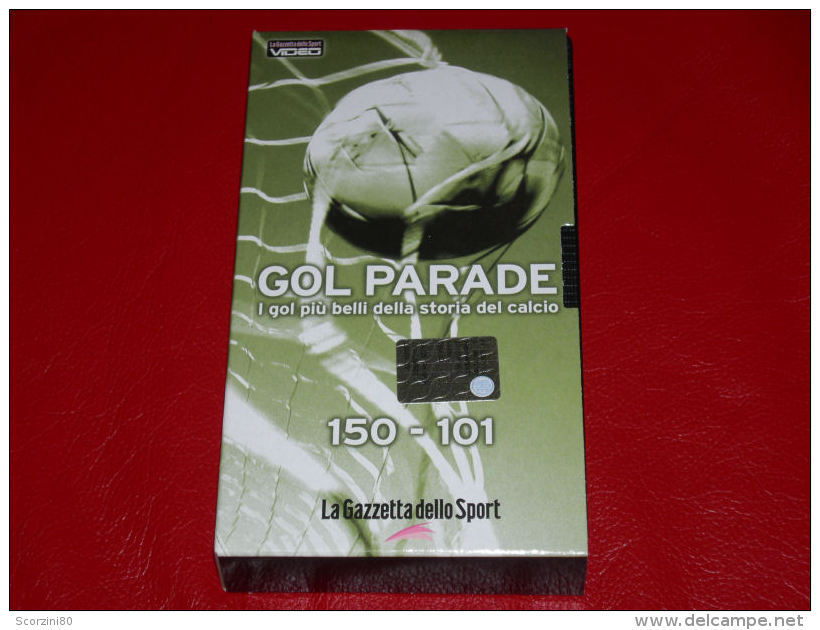 La Gazzetta dello Sport
VIDEO
GOL PARADE
I gol più belli della storia del calcio
150 - 101
La Gazzetta dello Sport
Scorzini80
www.delcampe.net